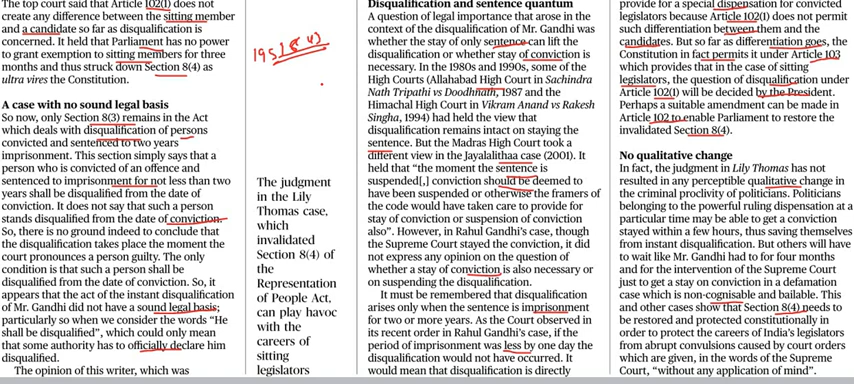 The top court said that Article 102(1) does not
create any difference between the sitting member
and a candidate so far as disqualification is
concerned. It held that Parliament has no power
to grant exemption to sitting members for three
months and thus struck down Section 8(4) as
ultra vires the Constitution.
A case with no sound legal basis
So now, only Section 8(3) remains in the Act
which deals with disqualification of persons
convicted and sentenced to two years
imprisonment. This section simply says that a
person who is convicted of an offence and
sentenced to imprisonment for not less than two
years shall be disqualified from the date of
conviction. It does not say that such a person
stands disqualified from the date of conviction.
So, there is no ground indeed to conclude that
the disqualification takes place the moment the
court pronounces a person guilty. The only
condition is that such a person shall be
disqualified from the date of conviction. So, it
appears that the act of the instant disqualification
of Mr. Gandhi did not have a sound legal basis;
particularly so when we consider the words “He
shall be disqualified”, which could only mean
that some authority has to officially declare him
disqualified.
The opinion of this writer, which was
The judgment
in the Lily
Thomas case,
which
invalidated
Section 8(4) of
the
Representation
of People Act,
can play havoc
with the
careers of
sitting
legislators
Disqualification and sentence quantum
A question of legal importance that arose in the
context of the disqualification of Mr. Gandhi was
whether the stay of only sentence can lift the
disqualification or whether stay of conviction is
necessary. In the 1980s and 1990s, some of the
High Courts (Allahabad High Court in Sachindra
Nath Tripathi vs Doodhnath, 1987 and the
Himachal High Court in Vikram Anand vs Rakesh
Singha, 1994) had held the view that
disqualification remains intact on staying the
sentence. But the Madras High Court took a
different view in the Jayalalithaa case (2001). It
held that “the moment the sentence is
suspended[,] conviction should be deemed to
have been suspended or otherwise the framers of
the code would have taken care to provide for
stay of conviction or suspension of conviction
also”. However, in Rahul Gandhi’s case, though
the Supreme Court stayed the conviction, it did
not express any opinion on the question of
whether a stay of conviction is also necessary or
on suspending the disqualification.
It must be remembered that disqualification
arises only when the sentence is imprisonment
for two or more years. As the Court observed in
its recent order in Rahul Gandhi’s case, if the
period of imprisonment was less by one day the
disqualification would not have occurred. It
would mean that disqualification is directly
provide for a special dispensation for convicted
legislators because Article 102(1) does not permit
such differentiation between them and the
candidates. But so far as differentiation goes, the
Constitution in fact permits it under Article 103
which provides that in the case of sitting
legislators, the question of disqualification under
Article 102(1) will be decided by the President.
Perhaps a suitable amendment can be made in
Article 102 to enable Parliament to restore the
invalidated Section 8(4).
No qualitative change
In fact, the judgment in Lily Thomas has not
resulted in any perceptible qualitative change in
the criminal proclivity of politicians. Politicians
belonging to the powerful ruling dispensation at a
particular time may be able to get a conviction
stayed within a few hours, thus saving themselves
from instant disqualification. But others will have
to wait like Mr. Gandhi had to for four months
and for the intervention of the Supreme Court
just to get a stay on conviction in a defamation
case which is non-cognisable and bailable. This
and other cases show that Section 8(4) needs to
be restored and protected constitutionally in
order to protect the careers of India’s legislators
from abrupt convulsions caused by court orders
which are given, in the words of the Supreme
Court, “without any application of mind”.